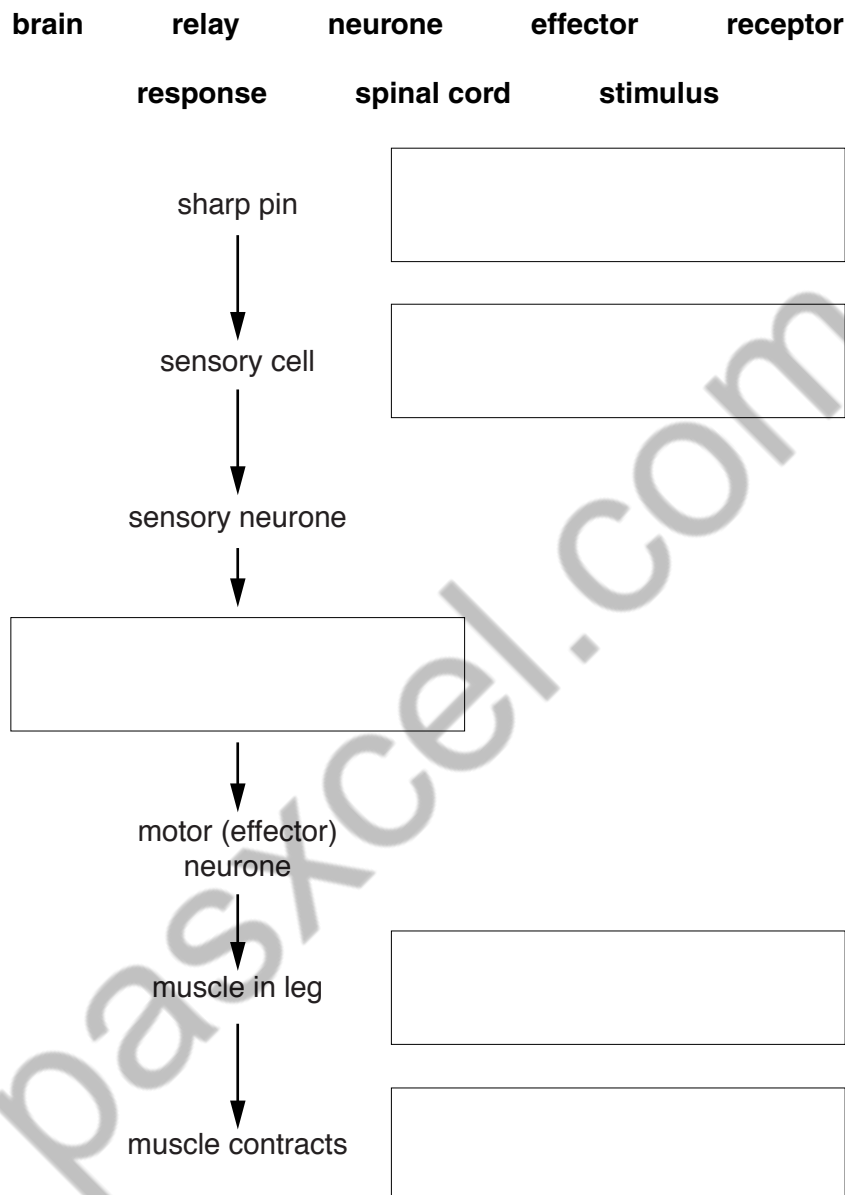 brain relay neurone effector receptor
response spinal cord stimulus
sharp pin
sensory cell
sensory neurone
motor (effector)
neurone
muscle in leg
muscle contracts
pasxcel.com